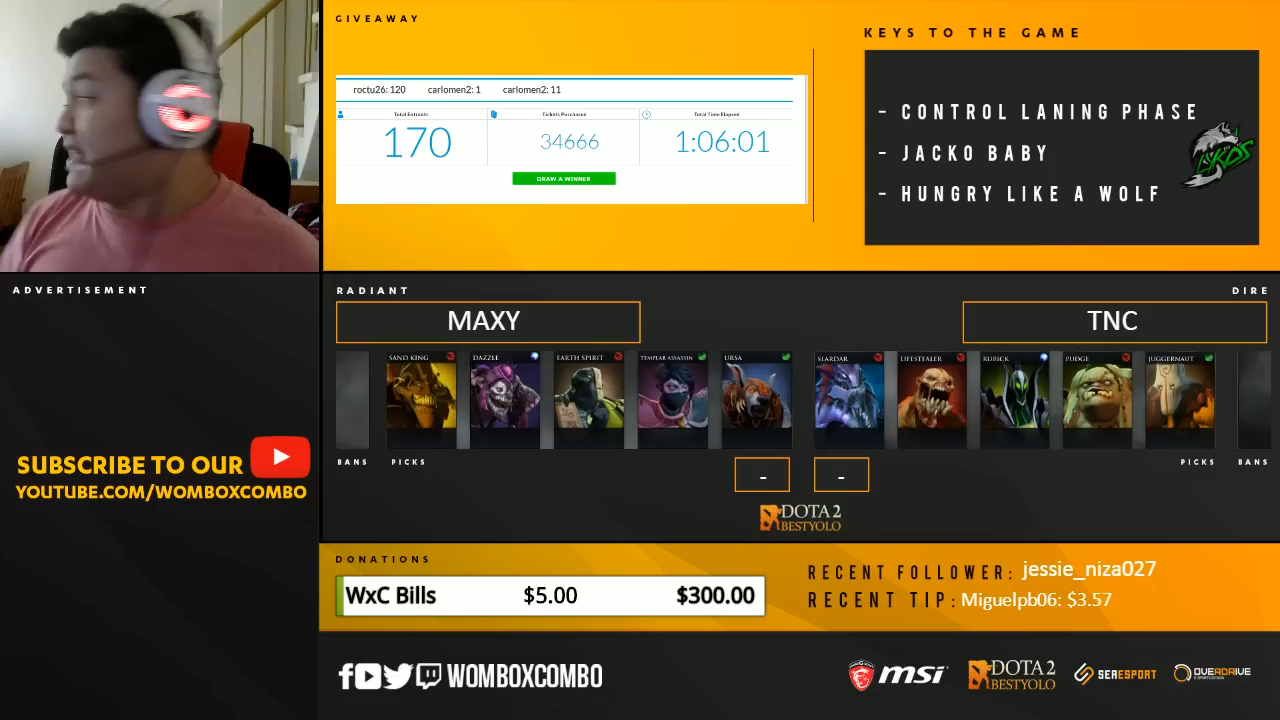 GIVEAWAY
roctu26: 120 carlomen2: 1 carlomen2: 11
Total Entrants Tickets Purchased Total Time Elapsed
170 34666 1:06:01
DRAW A WINNER
KEYS TO THE GAME
- CONTROL LANING PHASE
- JACKO BABY
- HUNGRY LIKE A WOLF
LYKOS
ADVERTISEMENT
SUBSCRIBE TO OUR
YOUTUBE.COM/WOMBOXCOMBO
RADIANT DIRE
MAXY TNC
SAND KING DAZZLE EARTH SPIRIT TEMPLAR ASSASSIN URSA SLARDAR LIFESTEALER RUBICK PUDGE JUGGERNAUT
BANS PICKS PICKS BANS
- -
DOTA 2
BESTYOLO
DONATIONS
WxC Bills $5.00 $300.00
RECENT FOLLOWER: jessie_niza027
RECENT TIP: Miguelpb06: $3.57
WOMBOXCOMBO
msi
DOTA 2
BESTYOLO
SEAESPORT
OVERDRIVE